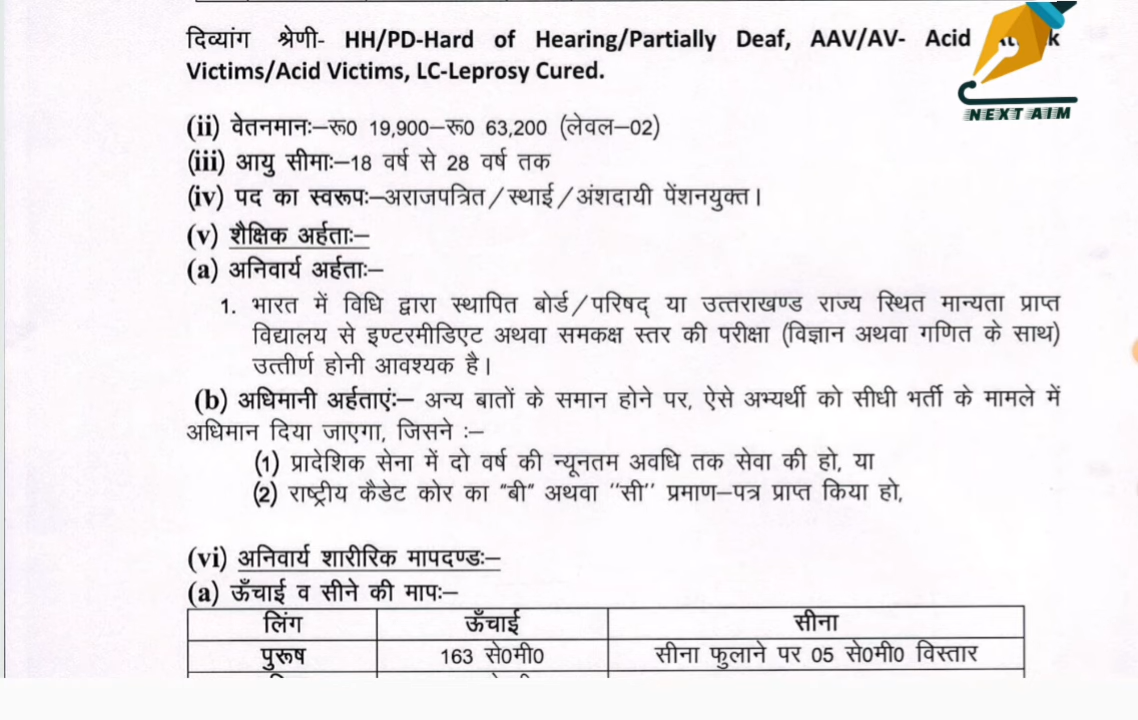 दिव्यांग श्रेणी- HH/PD-Hard of Hearing/Partially Deaf, AAV/AV- Acid
Victims/Acid Victims, LC-Leprosy Cured.
NEXT AIM
(ii) वेतनमानः–रू0 19,900–रू0 63,200 (लेवल–02)
(iii) आयु सीमाः–18 वर्ष से 28 वर्ष तक
(iv) पद का स्वरूपः–अराजपत्रित/स्थाई/अंशदायी पेंशनयुक्त।
(v) शैक्षिक अर्हताः–
(a) अनिवार्य अर्हताः–
1. भारत में विधि द्वारा स्थापित बोर्ड/परिषद् या उत्तराखण्ड राज्य स्थित मान्यता प्राप्त
विद्यालय से इण्टरमीडिएट अथवा समकक्ष स्तर की परीक्षा (विज्ञान अथवा गणित के साथ)
उत्तीर्ण होनी आवश्यक है।
(b) अधिमानी अर्हताएंः– अन्य बातों के समान होने पर, ऐसे अभ्यर्थी को सीधी भर्ती के मामले में
अधिमान दिया जाएगा, जिसने :–
(1) प्रादेशिक सेना में दो वर्ष की न्यूनतम अवधि तक सेवा की हो, या
(2) राष्ट्रीय कैडेट कोर का "बी" अथवा ''सी'' प्रमाण–पत्र प्राप्त किया हो,
(vi) अनिवार्य शारीरिक मापदण्डः–
(a) ऊँचाई व सीने की मापः–
लिंग ऊँचाई सीना
पुरूष 163 से0मी0 सीना फुलाने पर 05 से0मी0 विस्तार